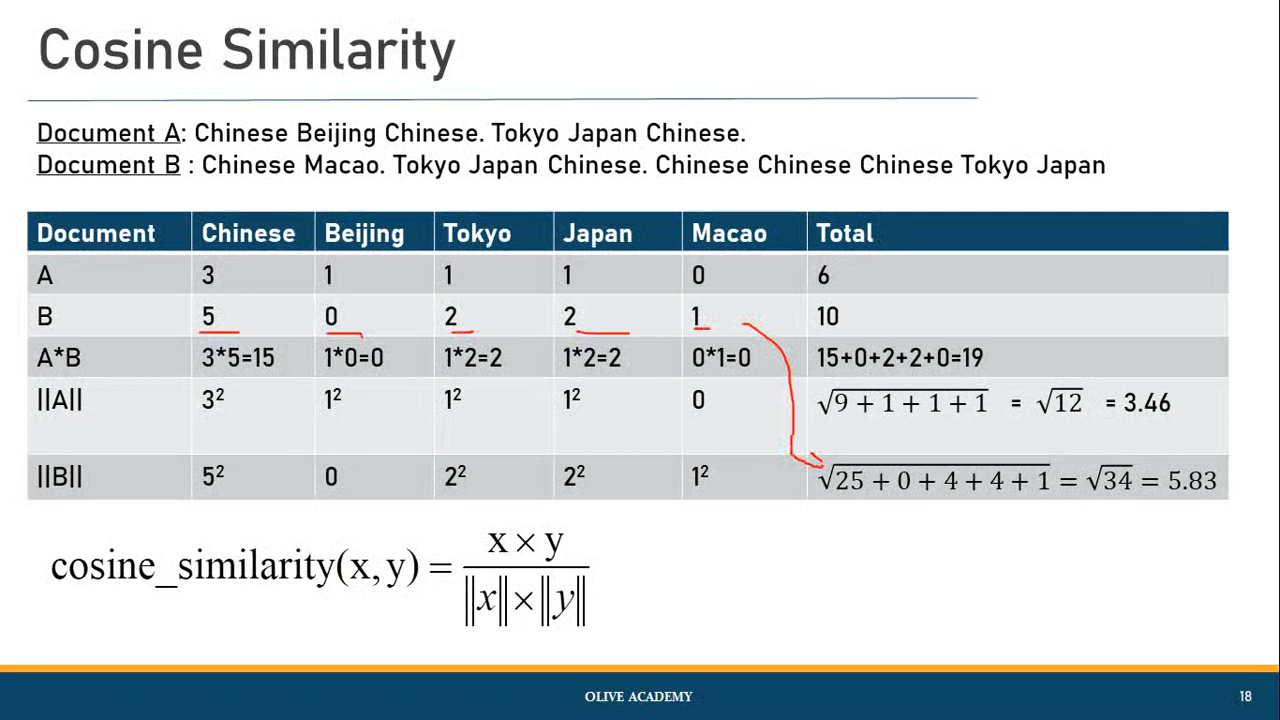 Cosine Similarity
Document A: Chinese Beijing Chinese. Tokyo Japan Chinese.
Document B : Chinese Macao. Tokyo Japan Chinese. Chinese Chinese Chinese Tokyo Japan
Document Chinese Beijing Tokyo Japan Macao Total
A 3 1 1 1 0 6
B 5 0 2 2 1 10
A*B 3*5=15 1*0=0 1*2=2 1*2=2 0*1=0 15+0+2+2+0=19
||A|| 3² 1² 1² 1² 0 √9 + 1 + 1 + 1 = √12 = 3.46
||B|| 5² 0 2² 2² 1² √25 + 0 + 4 + 4 + 1 = √34 = 5.83
cosine_similarity(x, y) = x × y / ‖x‖ × ‖y‖
OLIVE ACADEMY 18